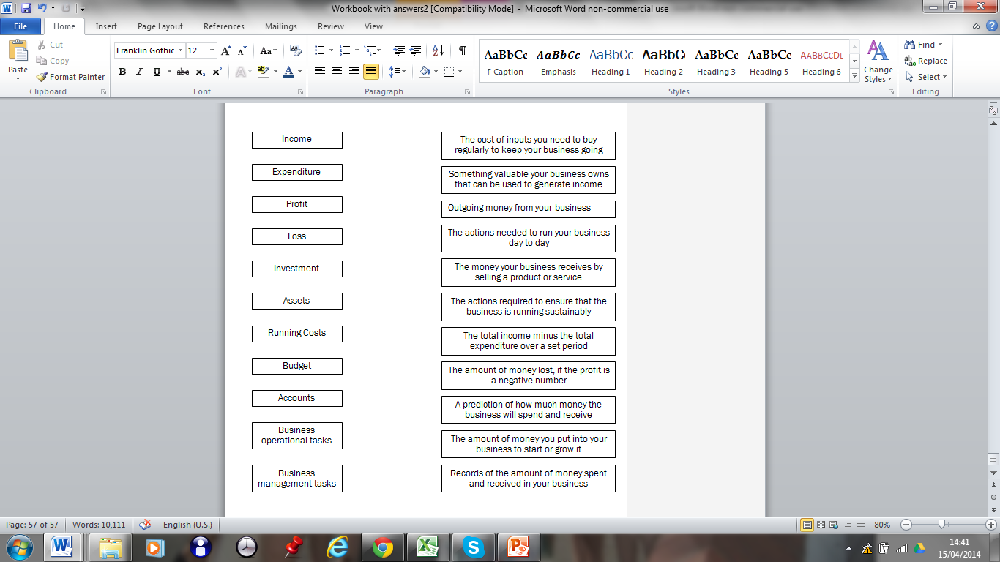 Workbook with answers2 [Compatibility Mode] - Microsoft Word non-commercial use
File Home Insert Page Layout References Mailings Review View
Paste
Cut
Copy
Format Painter
Clipboard
Franklin Gothic 12
Font
Paragraph
AaBbCc AaBbCc AaBbCc AaBbC AaBbCc AaBbCc AABBCCDD
¶ Caption Emphasis Heading 1 Heading 2 Heading 3 Heading 5 Heading 6
Change
Styles
Styles
Find
Replace
Select
Editing
Income
Expenditure
Profit
Loss
Investment
Assets
Running Costs
Budget
Accounts
Business
operational tasks
Business
management tasks
The cost of inputs you need to buy
regularly to keep your business going
Something valuable your business owns
that can be used to generate income
Outgoing money from your business
The actions needed to run your business
day to day
The money your business receives by
selling a product or service
The actions required to ensure that the
business is running sustainably
The total income minus the total
expenditure over a set period
The amount of money lost, if the profit is
a negative number
A prediction of how much money the
business will spend and receive
The amount of money you put into your
business to start or grow it
Records of the amount of money spent
and received in your business
Page: 57 of 57 Words: 10,111 English (U.S.) 80%
14:41
15/04/2014